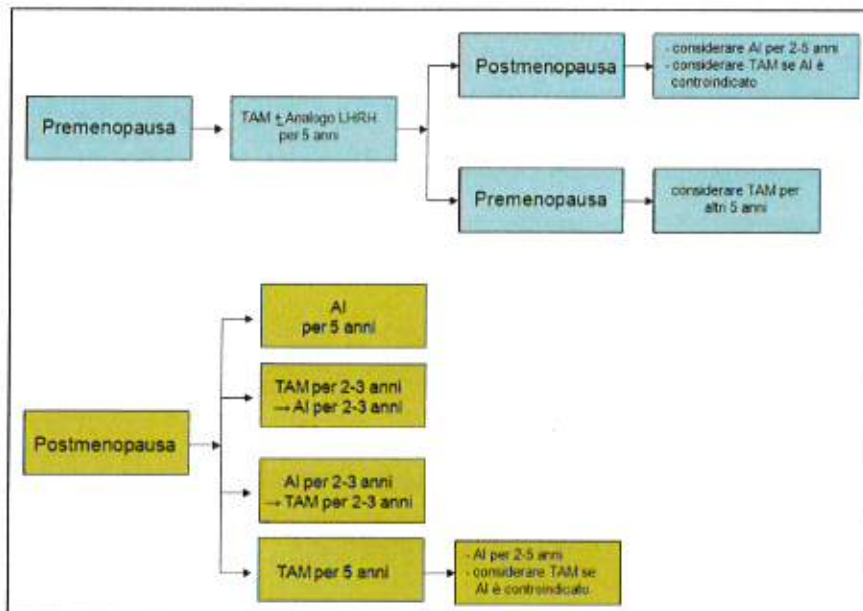 Premenopausa
TAM ± Analogo LHRH
per 5 anni
Postmenopausa
- considerare AI per 2-5 anni
- considerare TAM se AI è
controindicato
Premenopausa
considerare TAM per
altri 5 anni
Postmenopausa
AI
per 5 anni
TAM per 2-3 anni
→ AI per 2-3 anni
AI per 2-3 anni
→ TAM per 2-3 anni
TAM per 5 anni
- AI per 2-5 anni
- considerare TAM se
AI è controindicato